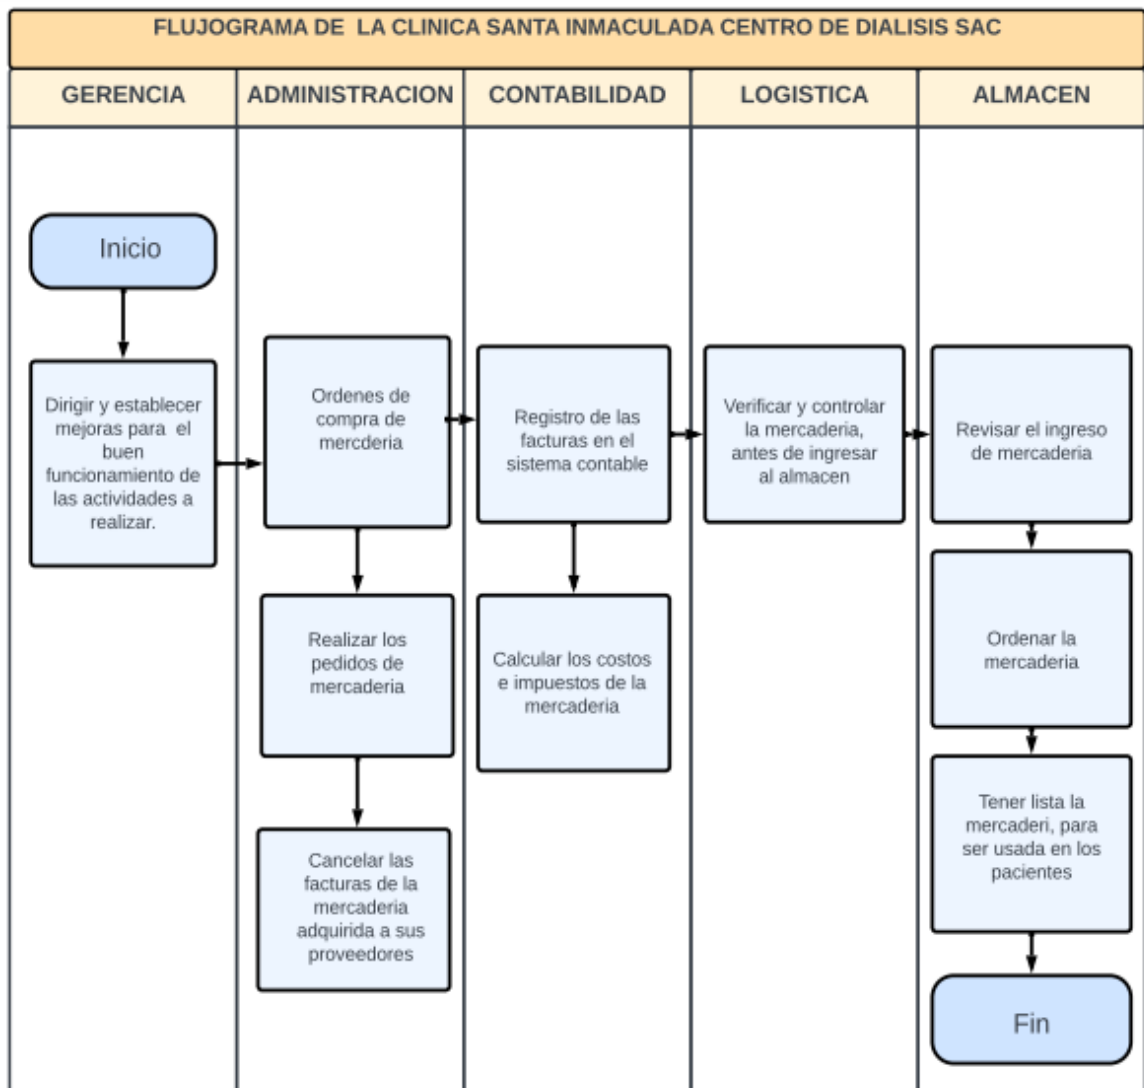 FLUJOGRAMA DE LA CLINICA SANTA INMACULADA CENTRO DE DIALISIS SAC
GERENCIA
ADMINISTRACION
CONTABILIDAD
LOGISTICA
ALMACEN
Inicio
Dirigir y establecer
mejoras para el
buen
funcionamiento de
las actividades a
realizar.
Ordenes de
compra de
mercderia
Realizar los
pedidos de
mercaderia
Cancelar las
facturas de la
mercaderia
adquirida a sus
proveedores
Registro de las
facturas en el
sistema contable
Calcular los costos
e impuestos de la
mercaderia
Verificar y controlar
la mercaderia,
antes de ingresar
al almacen
Revisar el ingreso
de mercaderia
Ordenar la
mercaderia
Tener lista la
mercaderi, para
ser usada en los
pacientes
Fin